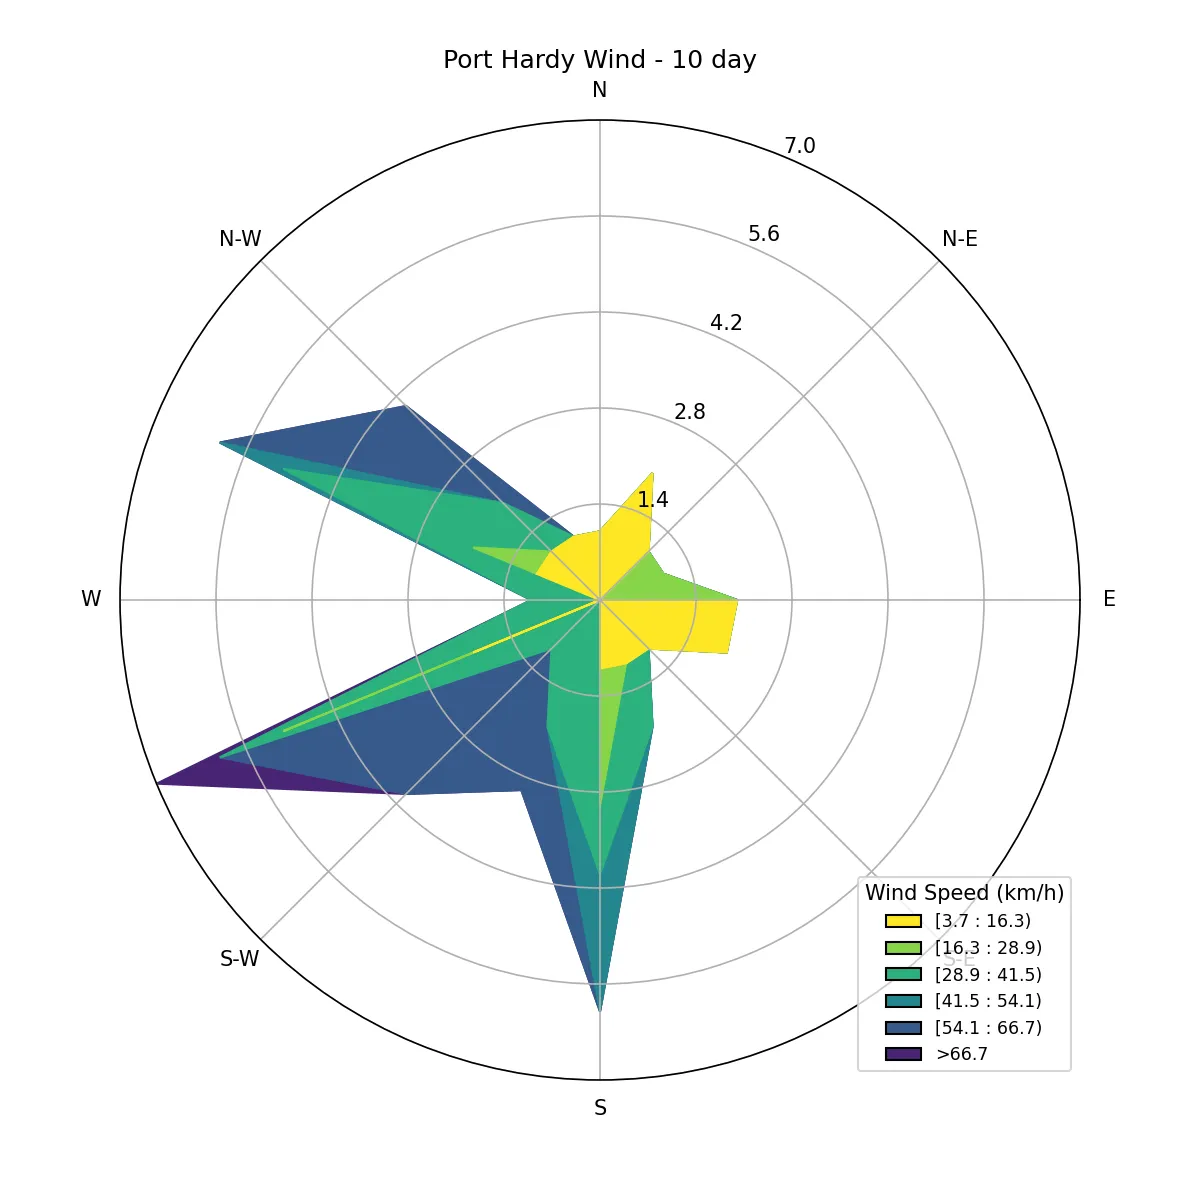 Port Hardy Wind - 10 day
N
7.0
N-W
5.6
N-E
4.2
2.8
1.4
W
E
Wind Speed (km/h)
[3.7 : 16.3)
[16.3 : 28.9)
S-W
S-E
[28.9 : 41.5)
[41.5 : 54.1)
[54.1 : 66.7)
>66.7
S